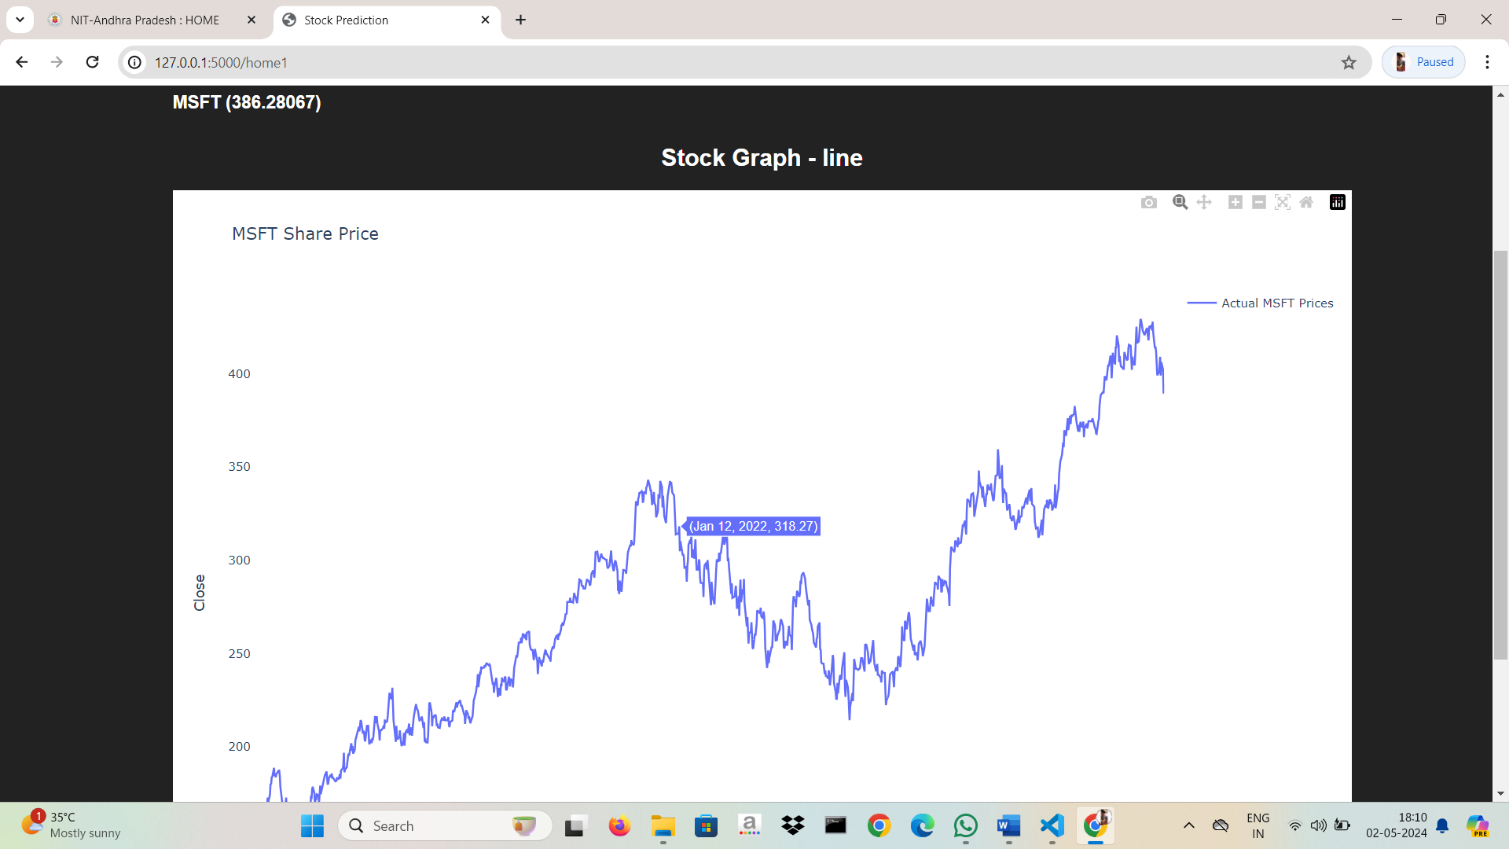 NIT-Andhra Pradesh : HOME
Stock Prediction
127.0.0.1:5000/home1
Paused
MSFT (386.28067)
Stock Graph - line
MSFT Share Price
Actual MSFT Prices
400
350
(Jan 12, 2022, 318.27)
300
Close
250
200
1
35°C
Mostly sunny
Search
a
W
ENG
IN
18:10
02-05-2024
PRE